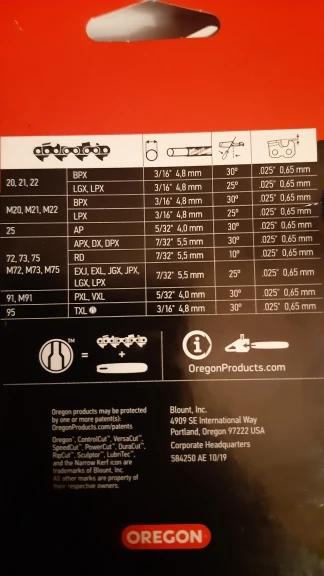 20, 21, 22 BPX 3/16" 4,8 mm 30° .025" 0,65 mm
LGX, LPX 3/16" 4,8 mm 25° .025" 0,65 mm
M20, M21, M22 BPX 3/16" 4,8 mm 30° .025" 0,65 mm
LPX 3/16" 4,8 mm 25° .025" 0,65 mm
25 AP 5/32" 4,0 mm 30° .025" 0,65 mm
72, 73, 75 APX, DX, DPX 7/32" 5,5 mm 30° .025" 0,65 mm
M72, M73, M75 RD 7/32" 5,5 mm 10° .025" 0,65 mm
EXJ, EXL, JGX, JPX, 7/32" 5,5 mm 25° .025" 0,65 mm
LGX, LPX
91, M91 PXL, VXL 5/32" 4,0 mm 30° .025" 0,65 mm
95 TXL 3/16" 4,8 mm 30° .025" 0,65 mm
TM = +
i
OregonProducts.com
Oregon products may be protected
by one or more patent(s):
OregonProducts.com/patents
Oregon®, ControlCut™, VersaCut™,
SpeedCut™, PowerCut™, DuraCut™,
RipCut™, Sculptor™, LubriTec™,
and the Narrow Kerf icon are
trademarks of Blount, Inc.
All other marks are property of
their respective owners.
Blount, Inc.
4909 SE International Way
Portland, Oregon 97222 USA
Corporate Headquarters
584250 AE 10/19
OREGON